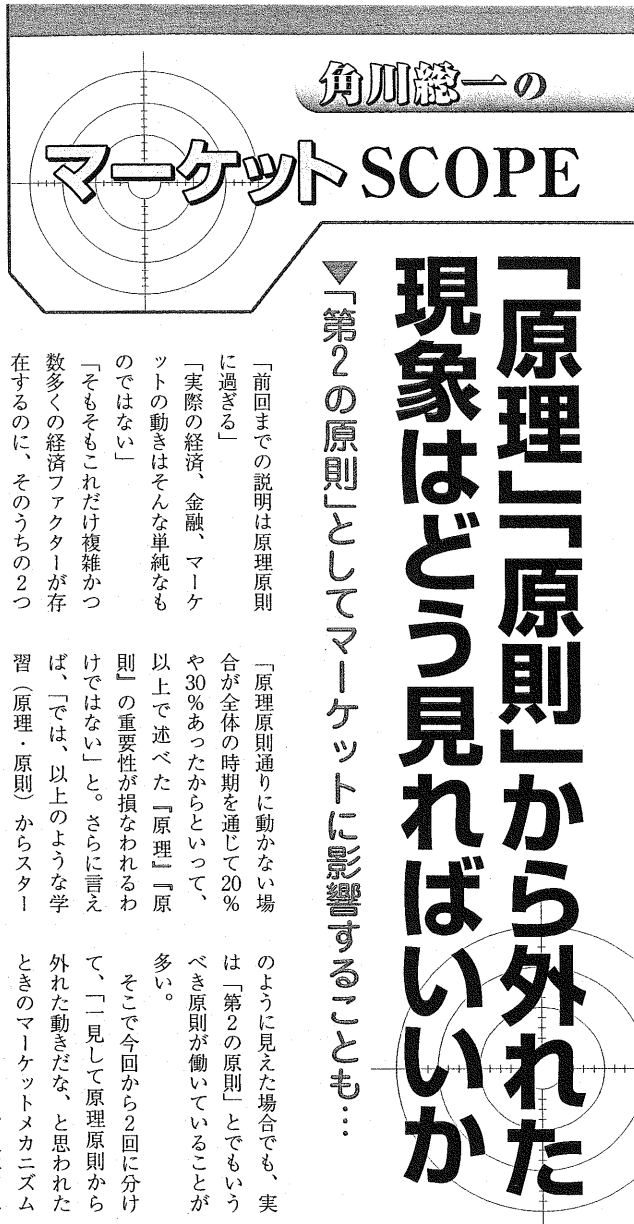 角川総一の
マーケットSCOPE
「原理」「原則」から外れた
現象はどう見ればいいか
▼「第2の原則」としてマーケットに影響することも…
「前回までの説明は原理原則
に過ぎる」
「実際の経済、金融、マーケ
ットの動きはそんな単純なも
のではない」
「そもそもこれだけ複雑かつ
数多くの経済ファクターが存
在するのに、そのうちの2つ
「原理原則通りに動かない場
合が全体の時期を通じて20%
や30%あったからといって、
以上で述べた『原理』『原
則』の重要性が損なわれるわ
けではない」と。さらに言え
ば、「では、以上のような学
習（原理・原則）からスター
のように見えた場合でも、実
は「第2の原則」とでもいう
べき原則が働いていることが
多い。
そこで今回から2回に分け
て、「一見して原理原則から
外れた動きだな、と思われた
ときのマーケットメカニズム